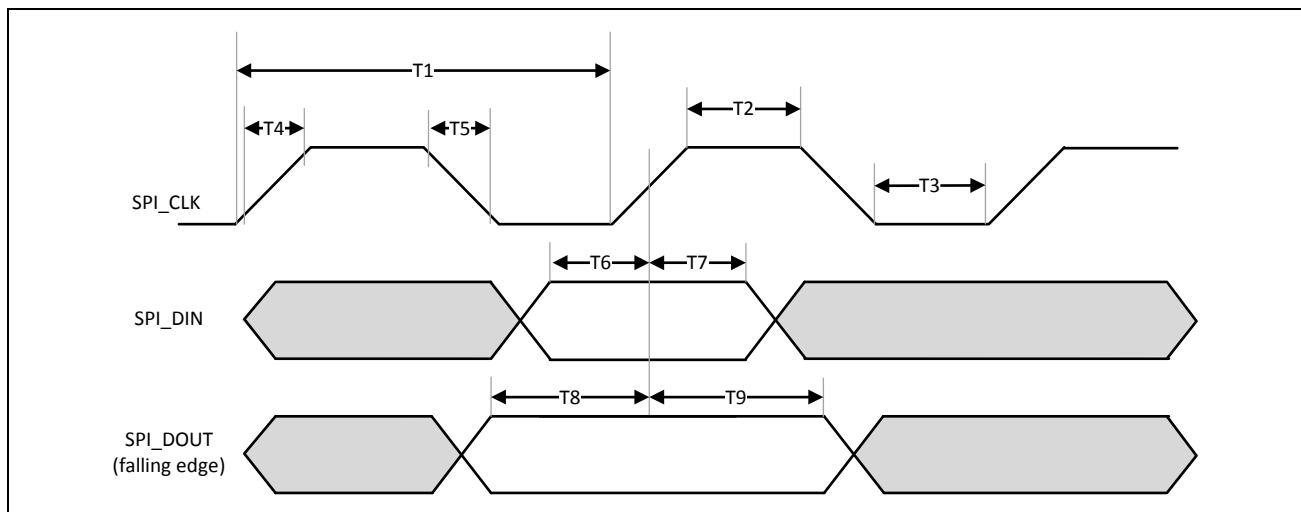 T1
T4
T5
T2
T3
SPI_CLK
T6
T7
SPI_DIN
T8
T9
SPI_DOUT
(falling edge)